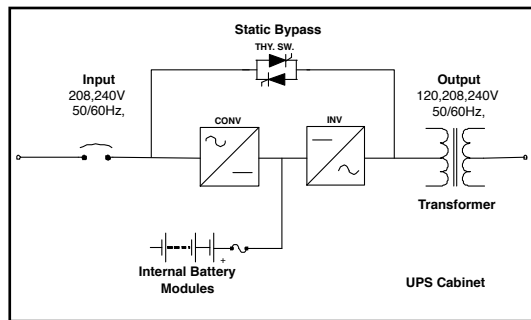 Static Bypass
THY. SW.
Input
208,240V
50/60Hz,
Output
120,208,240V
50/60Hz,
CONV
INV
Transformer
+
Internal Battery
Modules
UPS Cabinet